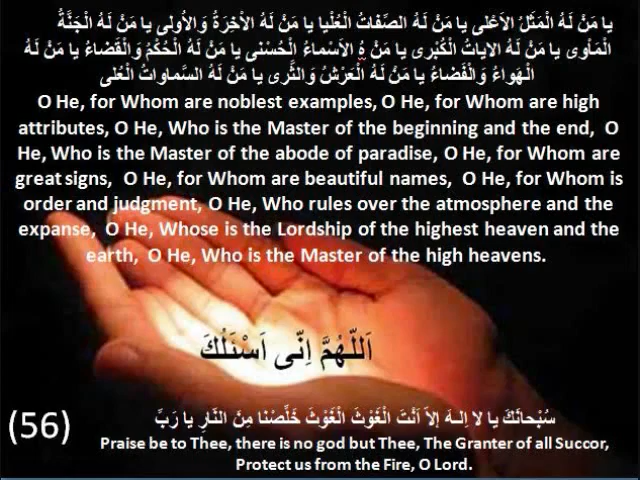 يا مَنْ لَهُ الْمَثَلُ الاَعْلى يا مَنْ لَهُ الصِّفاتُ الْعُلْيا يا مَنْ لَهُ الاْخِرَةُ وَالاُولى يا مَنْ لَهُ الْجَنَّةُ
الْمَاْوى يا مَنْ لَهُ الاياتُ الْكُبْرى يا مَنْ هُ الاَسْماءُ الْحُسْنى يا مَنْ لَهُ الْحُكْمُ وَالْقَضاءُ يا مَنْ لَهُ
الْهَواءُ وَالْفَضاءُ يا مَنْ لَهُ الْعَرْشُ وَالثَّرى يا مَنْ لَهُ السَّماواتُ الْعُلى
O He, for Whom are noblest examples, O He, for Whom are high
attributes, O He, Who is the Master of the beginning and the end, O
He, Who is the Master of the abode of paradise, O He, for Whom are
great signs, O He, for Whom are beautiful names, O He, for Whom is
order and judgment, O He, Who rules over the atmosphere and the
expanse, O He, Whose is the Lordship of the highest heaven and the
earth, O He, Who is the Master of the high heavens.
اَللّهُمَّ اِنّى اَسْئَلُكَ
سُبْحانَكَ يا لا اِلـهَ إلاّ اَنْتَ الْغَوْثَ الْغَوْثَ خَلِّصْنا مِنَ النّارِ يا رَبِّ
(56)
Praise be to Thee, there is no god but Thee, The Granter of all Succor,
Protect us from the Fire, O Lord.